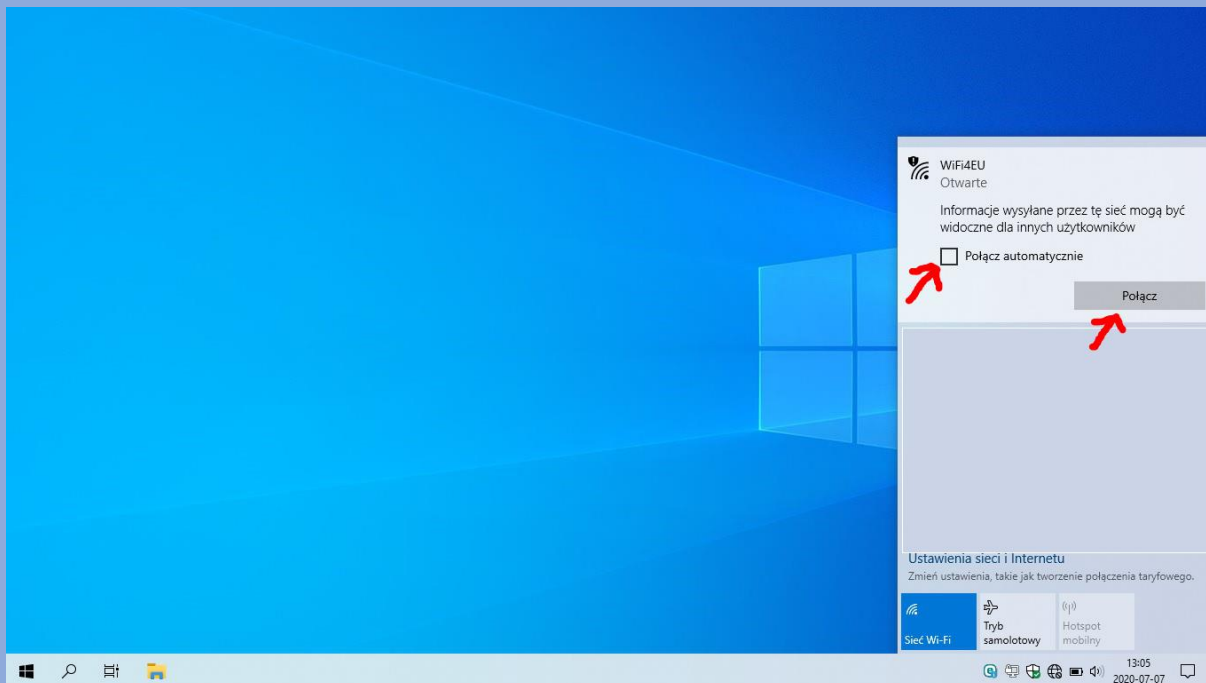 WiFi4EU
Otwarte
Informacje wysyłane przez tę sieć mogą być
widoczne dla innych użytkowników
Połącz automatycznie
Połącz
Ustawienia sieci i Internetu
Zmień ustawienia, takie jak tworzenie połączenia taryfowego.
Sieć Wi-Fi
Tryb
samolotowy
Hotspot
mobilny
13:05
2020-07-07